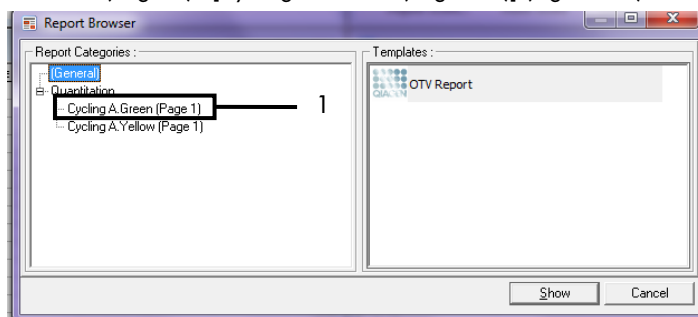 Report Browser
Report Categories :
(General)
Quantitation
Cycling A.Green (Page 1)
Cycling A.Yellow (Page 1)
1
Templates :
QIAGEN
OTV Report
Show
Cancel